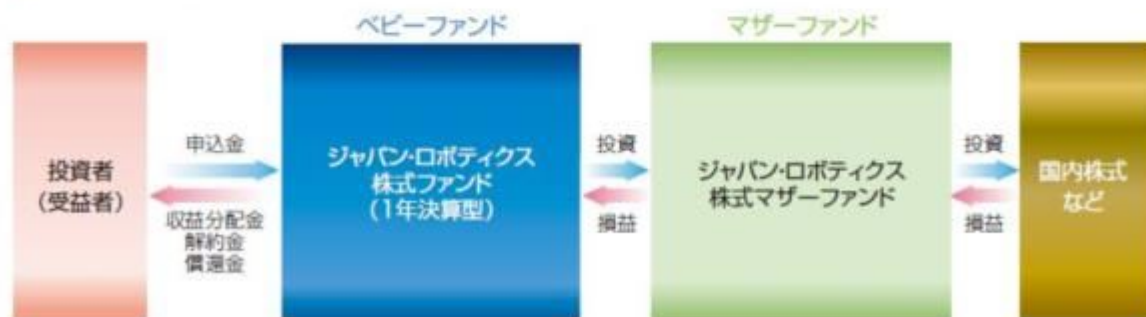 ベビーファンド
マザーファンド
投資者
(受益者)
申込金
収益分配金
解約金
償還金
ジャパン・ロボティクス
株式ファンド
(1年決算型)
投資
損益
ジャパン・ロボティクス
株式マザーファンド
投資
損益
国内株式
など